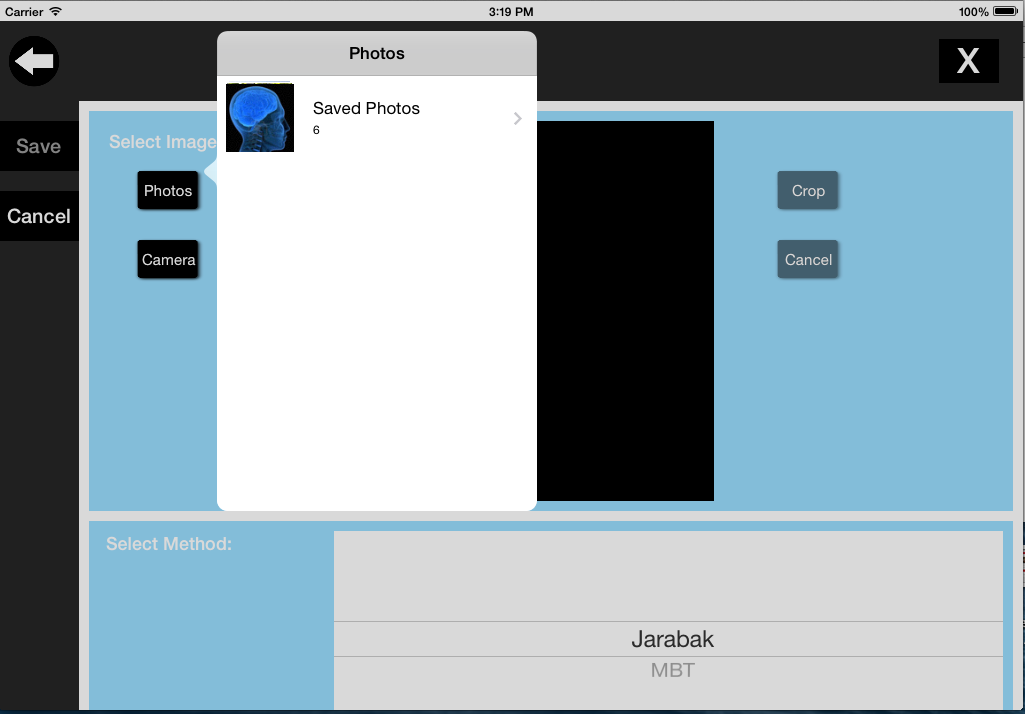 Carrier 3:19 PM 100%
X
Photos
Saved Photos
6
Save
Cancel
Select Image
Photos
Camera
Crop
Cancel
Select Method:
Jarabak
MBT